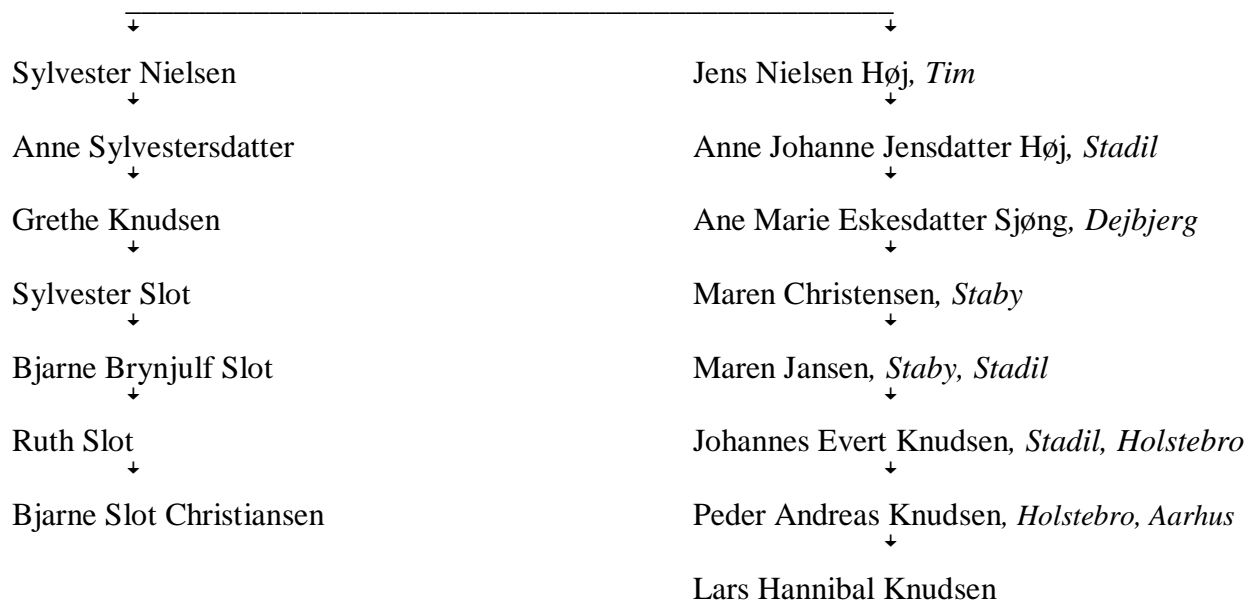 Sylvester Nielsen Jens Nielsen Høj, Tim
Anne Sylvestersdatter Anne Johanne Jensdatter Høj, Stadil
Grethe Knudsen Ane Marie Eskesdatter Sjøng, Dejbjerg
Sylvester Slot Maren Christensen, Staby
Bjarne Brynjulf Slot Maren Jansen, Staby, Stadil
Ruth Slot Johannes Evert Knudsen, Stadil, Holstebro
Bjarne Slot Christiansen Peder Andreas Knudsen, Holstebro, Aarhus
Lars Hannibal Knudsen